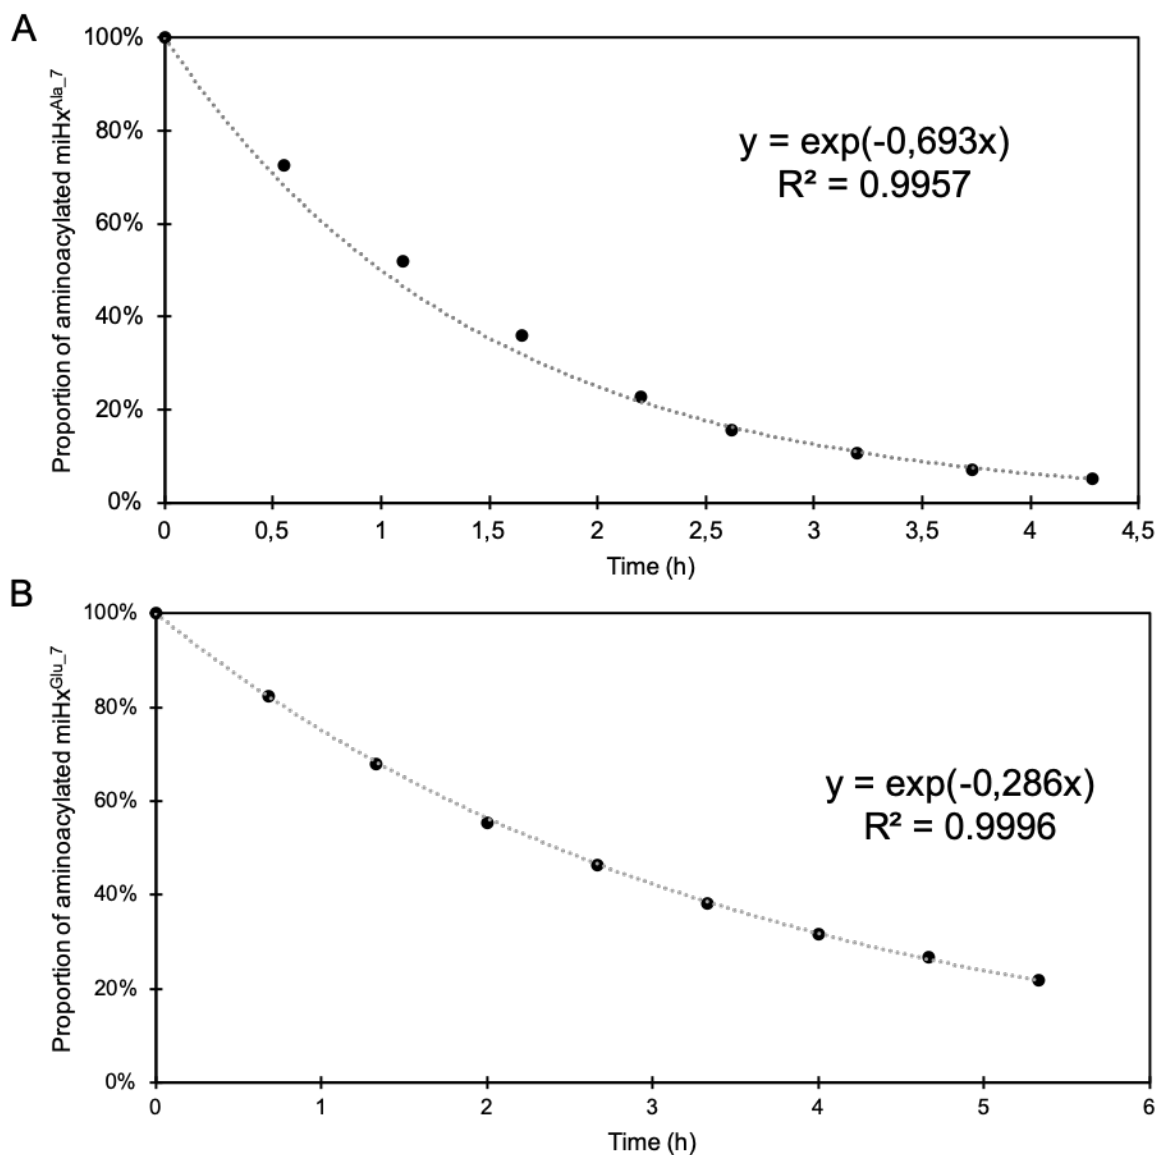 A
100%
80%
60%
40%
20%
0%
Proportion of aminoacylated miHx^Ala_7
y = exp(-0,693x)
R² = 0.9957
0 0,5 1 1,5 2 2,5 3 3,5 4 4,5
Time (h)
B
100%
80%
60%
40%
20%
0%
Proportion of aminoacylated miHx^Glu_7
y = exp(-0,286x)
R² = 0.9996
0 1 2 3 4 5 6
Time (h)